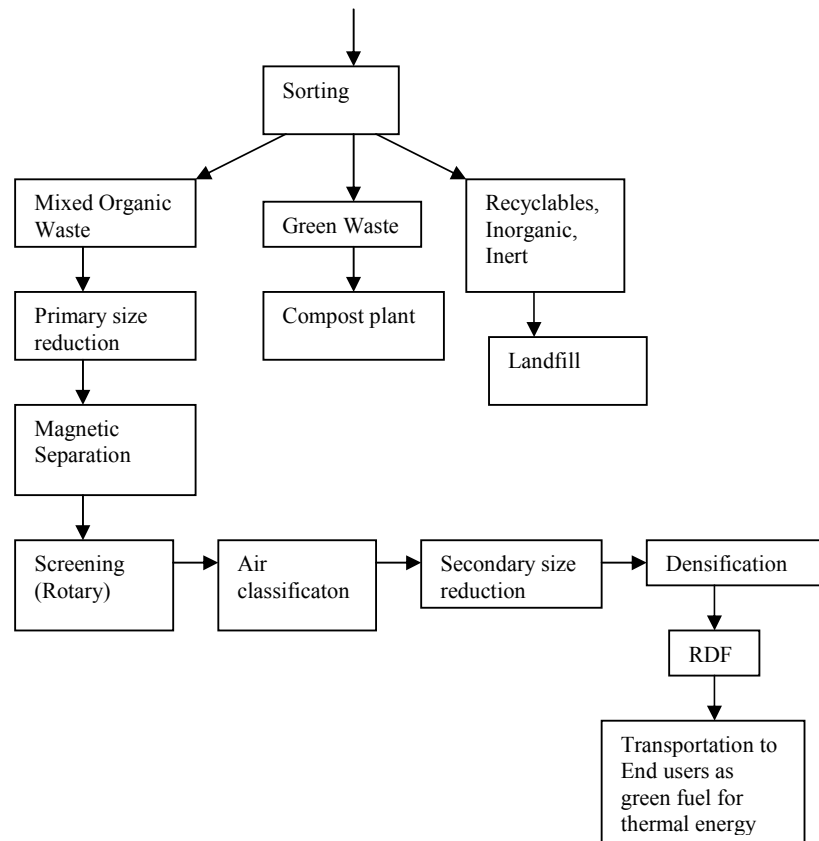 Sorting
Mixed Organic
Waste
Green Waste
Recyclables,
Inorganic,
Inert
Primary size
reduction
Compost plant
Landfill
Magnetic
Separation
Screening
(Rotary)
Air
classificaton
Secondary size
reduction
Densification
RDF
Transportation to
End users as
green fuel for
thermal energy